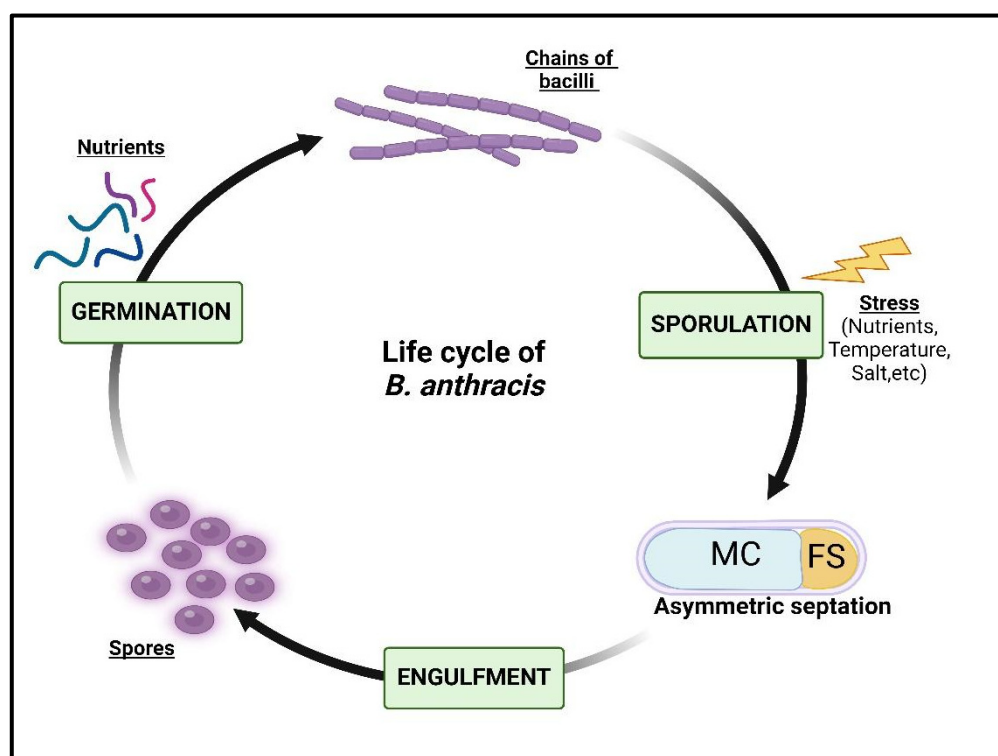 Chains of
bacilli
Nutrients
GERMINATION
SPORULATION
Stress
(Nutrients,
Temperature,
Salt,etc)
Life cycle of
B. anthracis
MC
FS
Asymmetric septation
Spores
ENGULFMENT